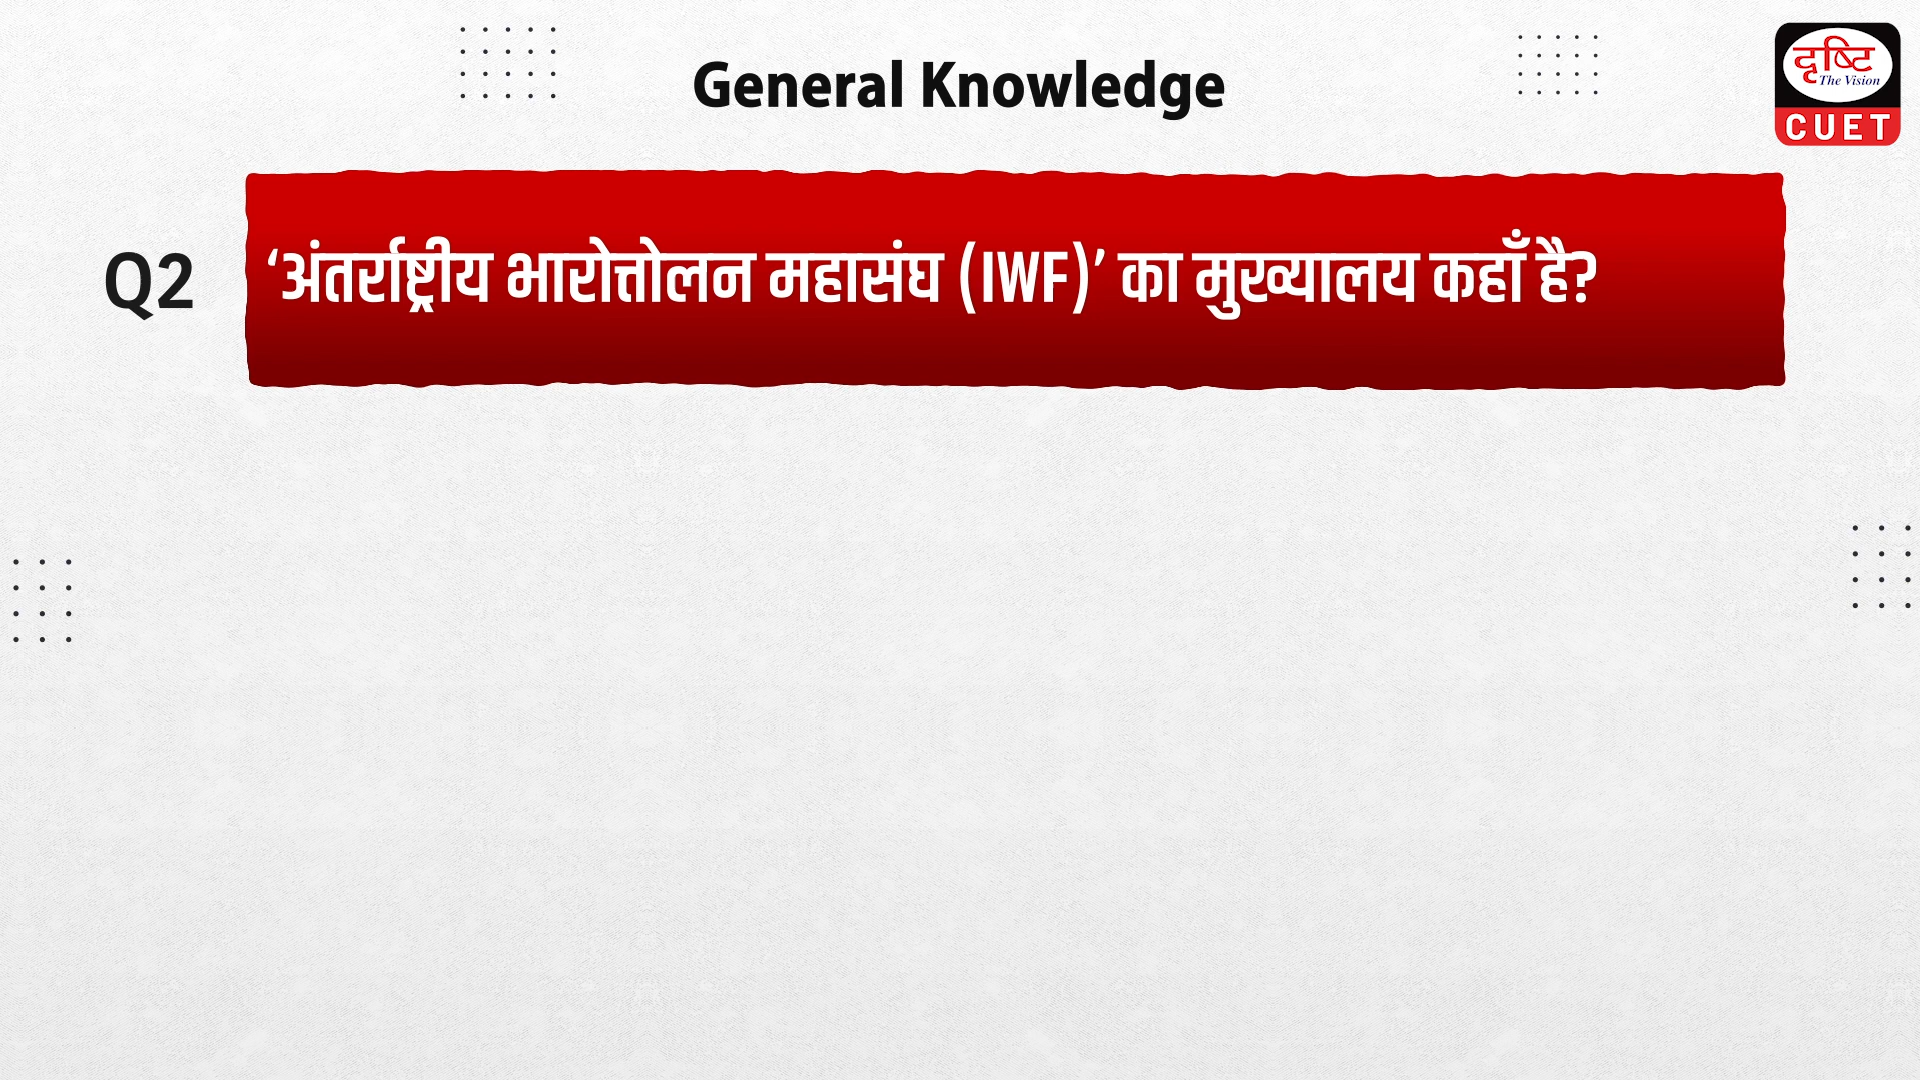 General Knowledge
दृष्टि
The Vision
CUET
Q2
‘अंतर्राष्ट्रीय भारोत्तोलन महासंघ (IWF)’ का मुख्यालय कहाँ है?